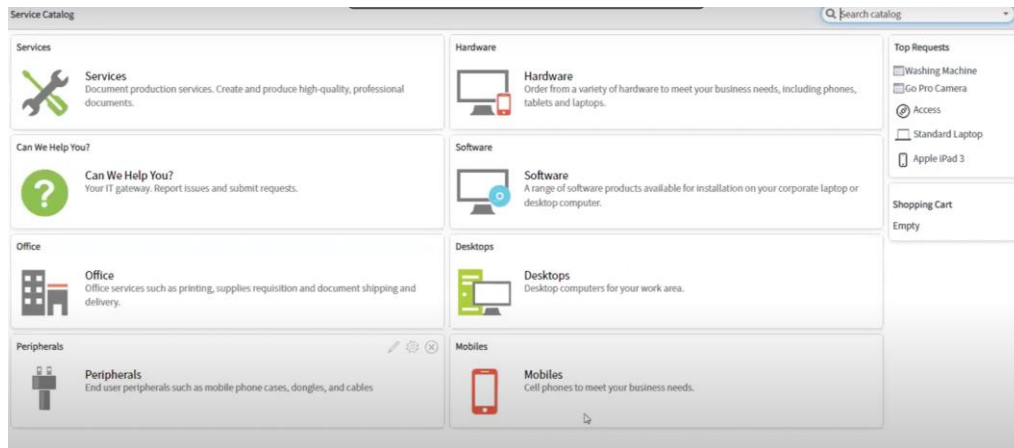 Service Catalog
Search catalog
Services
Services
Document production services. Create and produce high-quality, professional
documents.
Hardware
Hardware
Order from a variety of hardware to meet your business needs, including phones,
tablets and laptops.
Can We Help You?
Can We Help You?
Your IT gateway. Report issues and submit requests.
Software
Software
A range of software products available for installation on your corporate laptop or
desktop computer.
Office
Office
Office services such as printing, supplies requisition and document shipping and
delivery.
Desktops
Desktops
Desktop computers for your work area.
Peripherals
Peripherals
End user peripherals such as mobile phone cases, dongles, and cables
Mobiles
Mobiles
Cell phones to meet your business needs.
Top Requests
Washing Machine
Go Pro Camera
Access
Standard Laptop
Apple iPad 3
Shopping Cart
Empty